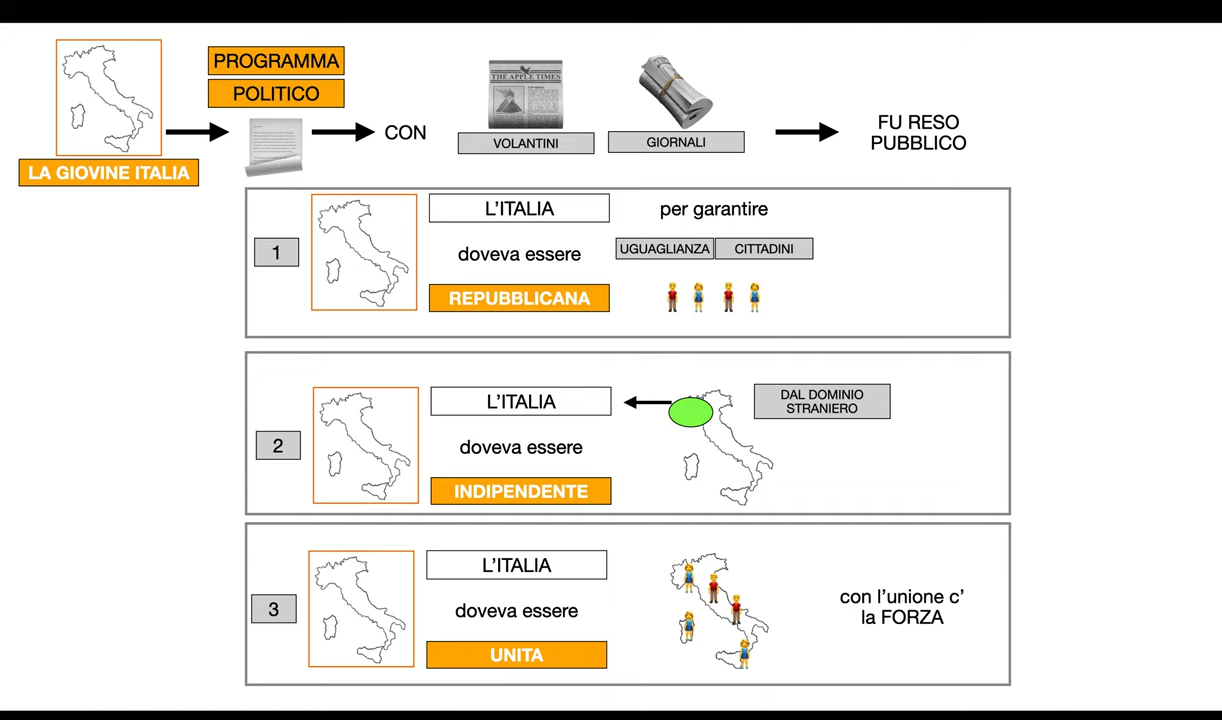 PROGRAMMA
POLITICO
LA GIOVINE ITALIA
CON
THE APPLE TIMES
VOLANTINI
GIORNALI
FU RESO
PUBBLICO
1
L'ITALIA
doveva essere
REPUBBLICANA
per garantire
UGUAGLIANZA
CITTADINI
2
L'ITALIA
doveva essere
INDIPENDENTE
DAL DOMINIO
STRANIERO
3
L'ITALIA
doveva essere
UNITA
con l'unione c'
la FORZA